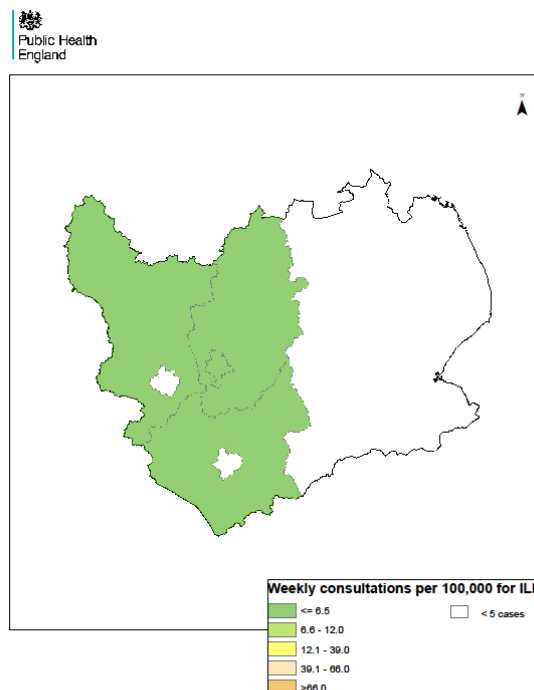 Public Health
England
N
Weekly consultations per 100,000 for ILI
<= 6.5
< 5 cases
6.6 - 12.0
12.1 - 39.0
39.1 - 66.0
>66.0